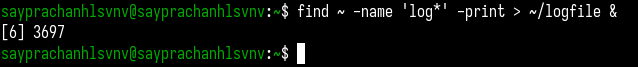 sayprachanhlsvnv@sayprachanhlsvnv:~$ find ~ -name 'log*' -print > ~/logfile &
[6] 3697
sayprachanhlsvnv@sayprachanhlsvnv:~$